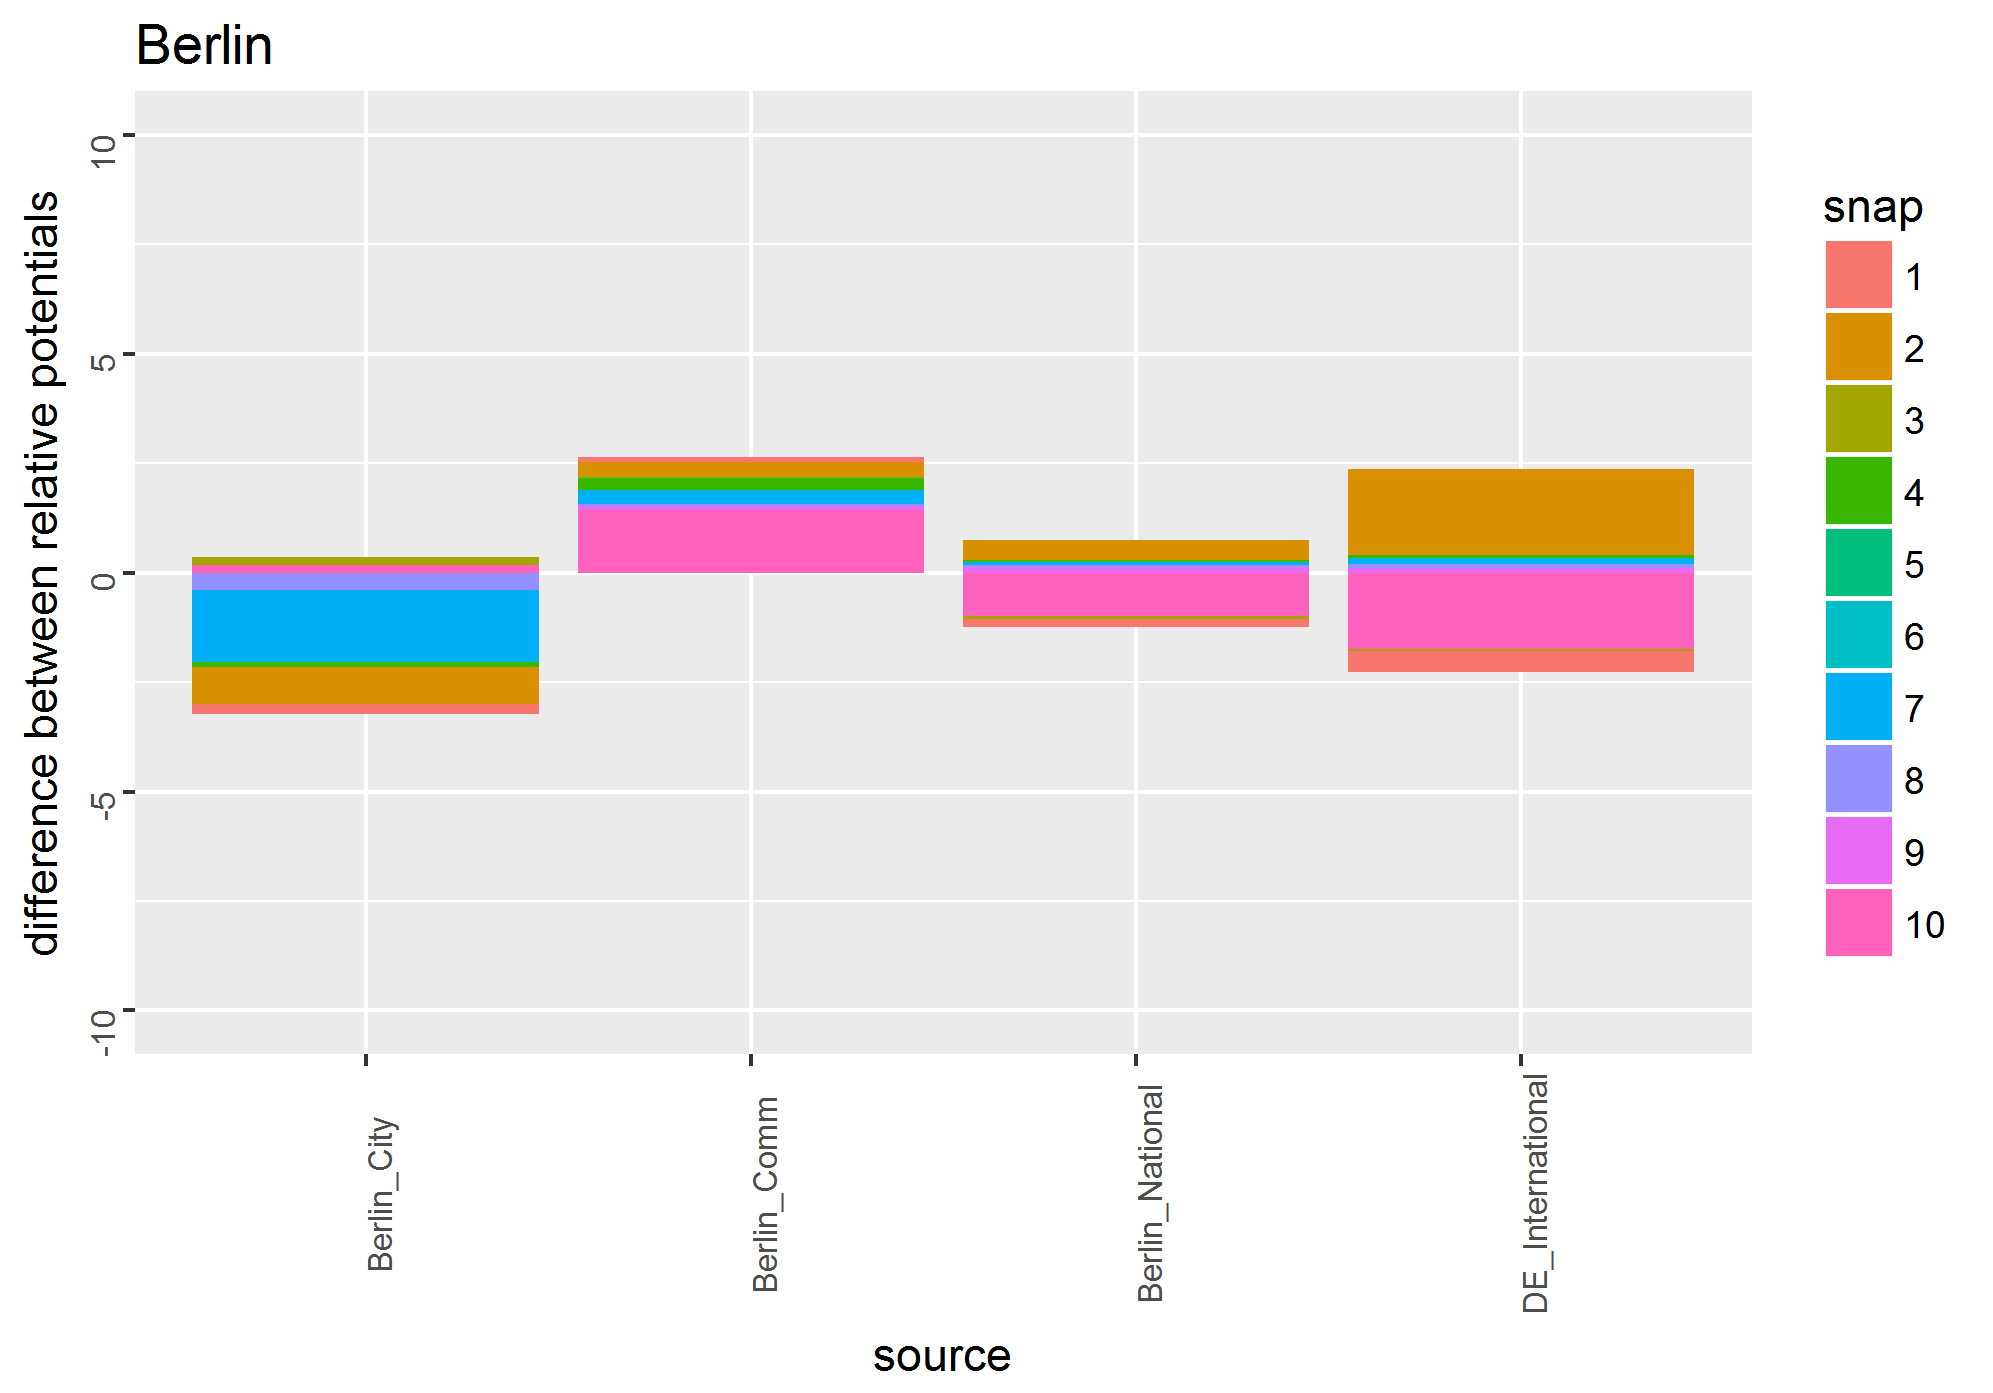 Berlin
difference between relative potentials
10
5
0
-5
-10
Berlin_City
Berlin_Comm
Berlin_National
DE_International
source
snap
1
2
3
4
5
6
7
8
9
10